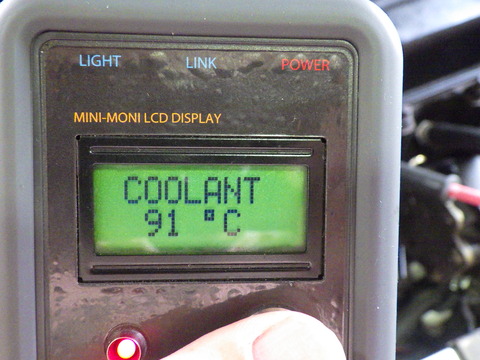 LIGHT LINK POWER
MINI-MONI LCD DISPLAY
COOLANT
91 °C